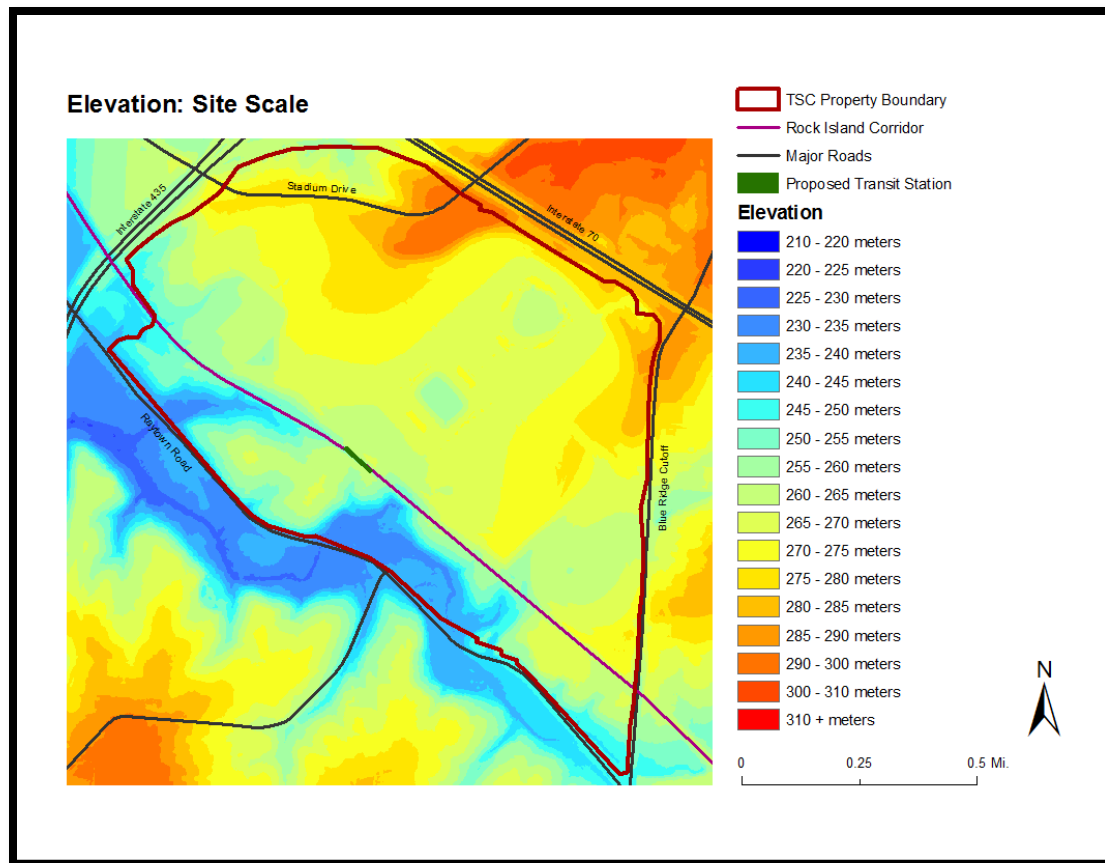 Elevation: Site Scale
TSC Property Boundary
Rock Island Corridor
Major Roads
Proposed Transit Station
Elevation
210 - 220 meters
220 - 225 meters
225 - 230 meters
230 - 235 meters
235 - 240 meters
240 - 245 meters
245 - 250 meters
250 - 255 meters
255 - 260 meters
260 - 265 meters
265 - 270 meters
270 - 275 meters
275 - 280 meters
280 - 285 meters
285 - 290 meters
290 - 300 meters
300 - 310 meters
310 + meters
N
0 0.25 0.5 Mi.
Interstate 435
Stadium Drive
Interstate 70
Raytown Road
Blue Ridge Cutoff